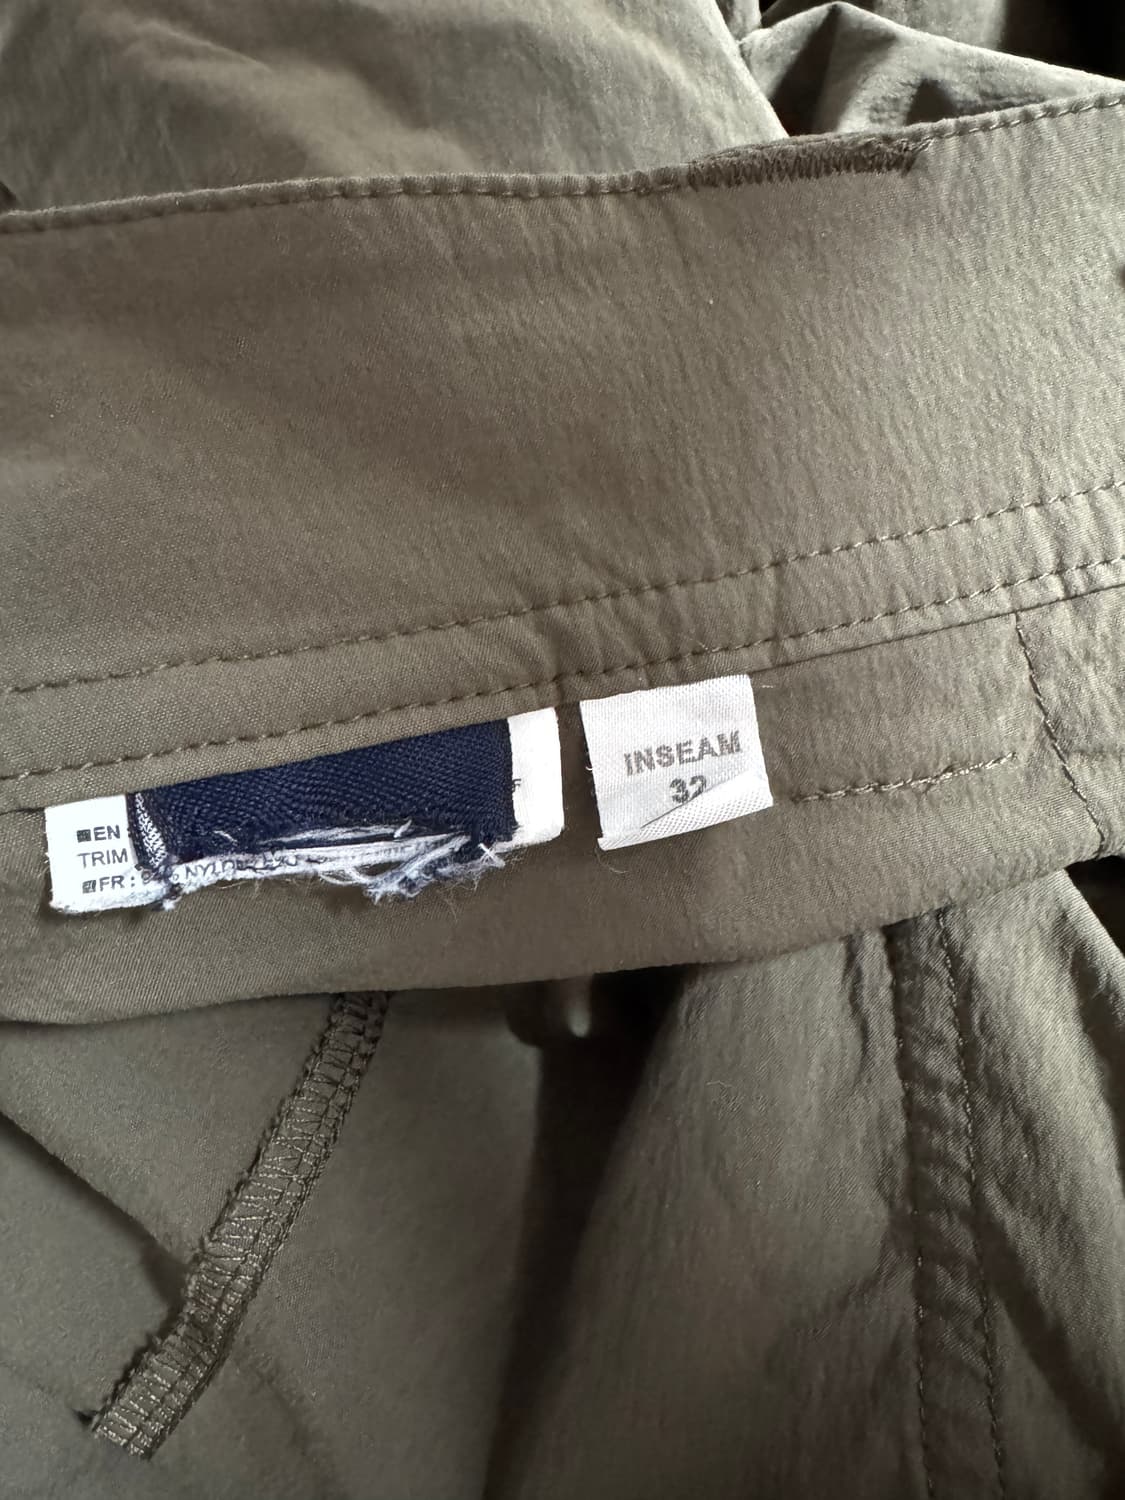 EN
TRIM
FR:
INSEAM
32